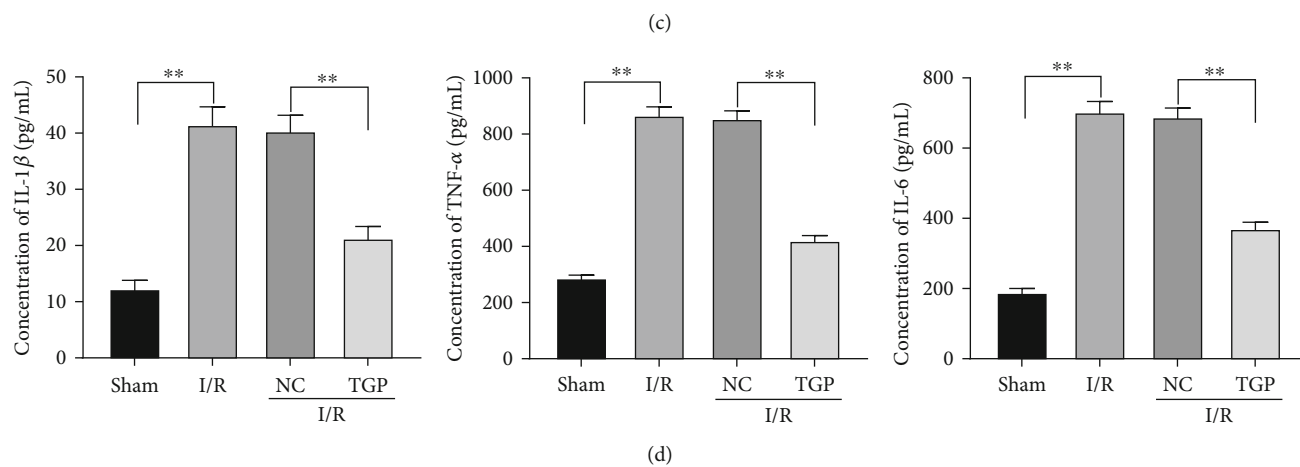 (c)
Concentration of IL-1β (pg/mL)
50
40
30
20
10
0
**
**
Sham
I/R
NC
TGP
I/R
Concentration of TNF-α (pg/mL)
1000
800
600
400
200
0
**
**
Sham
I/R
NC
TGP
I/R
Concentration of IL-6 (pg/mL)
800
600
400
200
0
**
**
Sham
I/R
NC
TGP
I/R
(d)